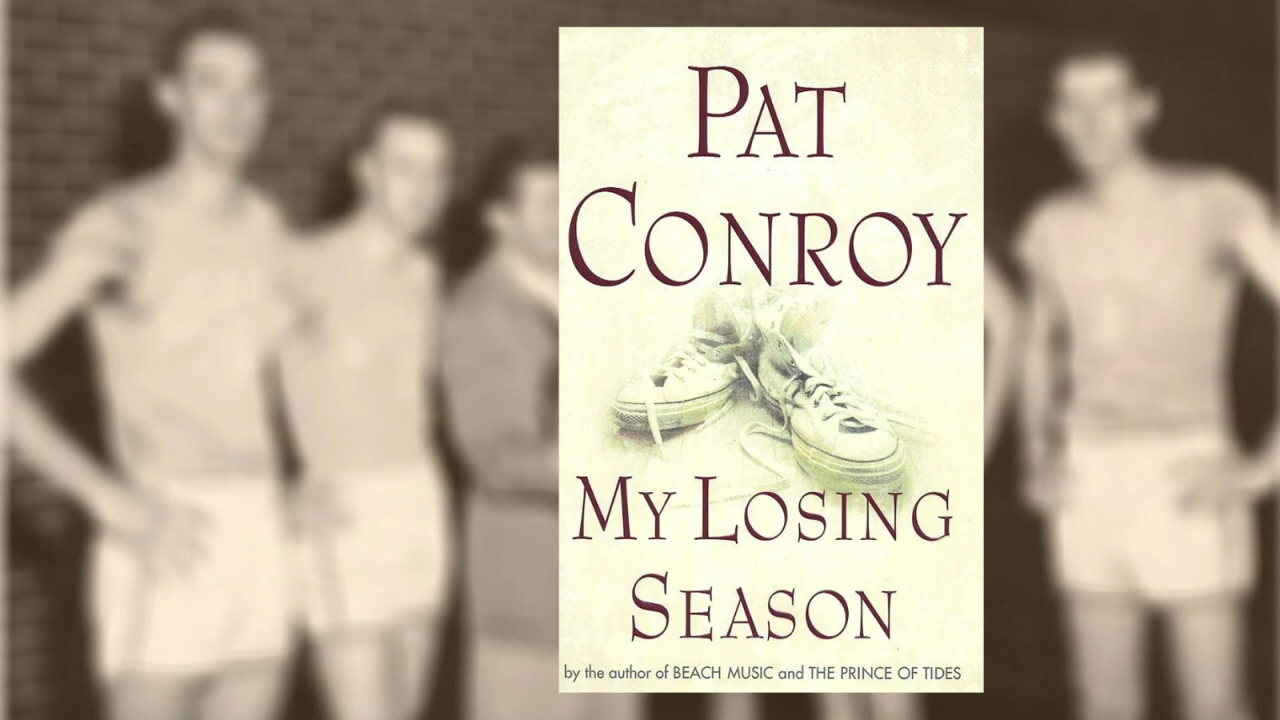 PAT
CONROY
MY LOSING
SEASON
by the author of BEACH MUSIC and THE PRINCE OF TIDES